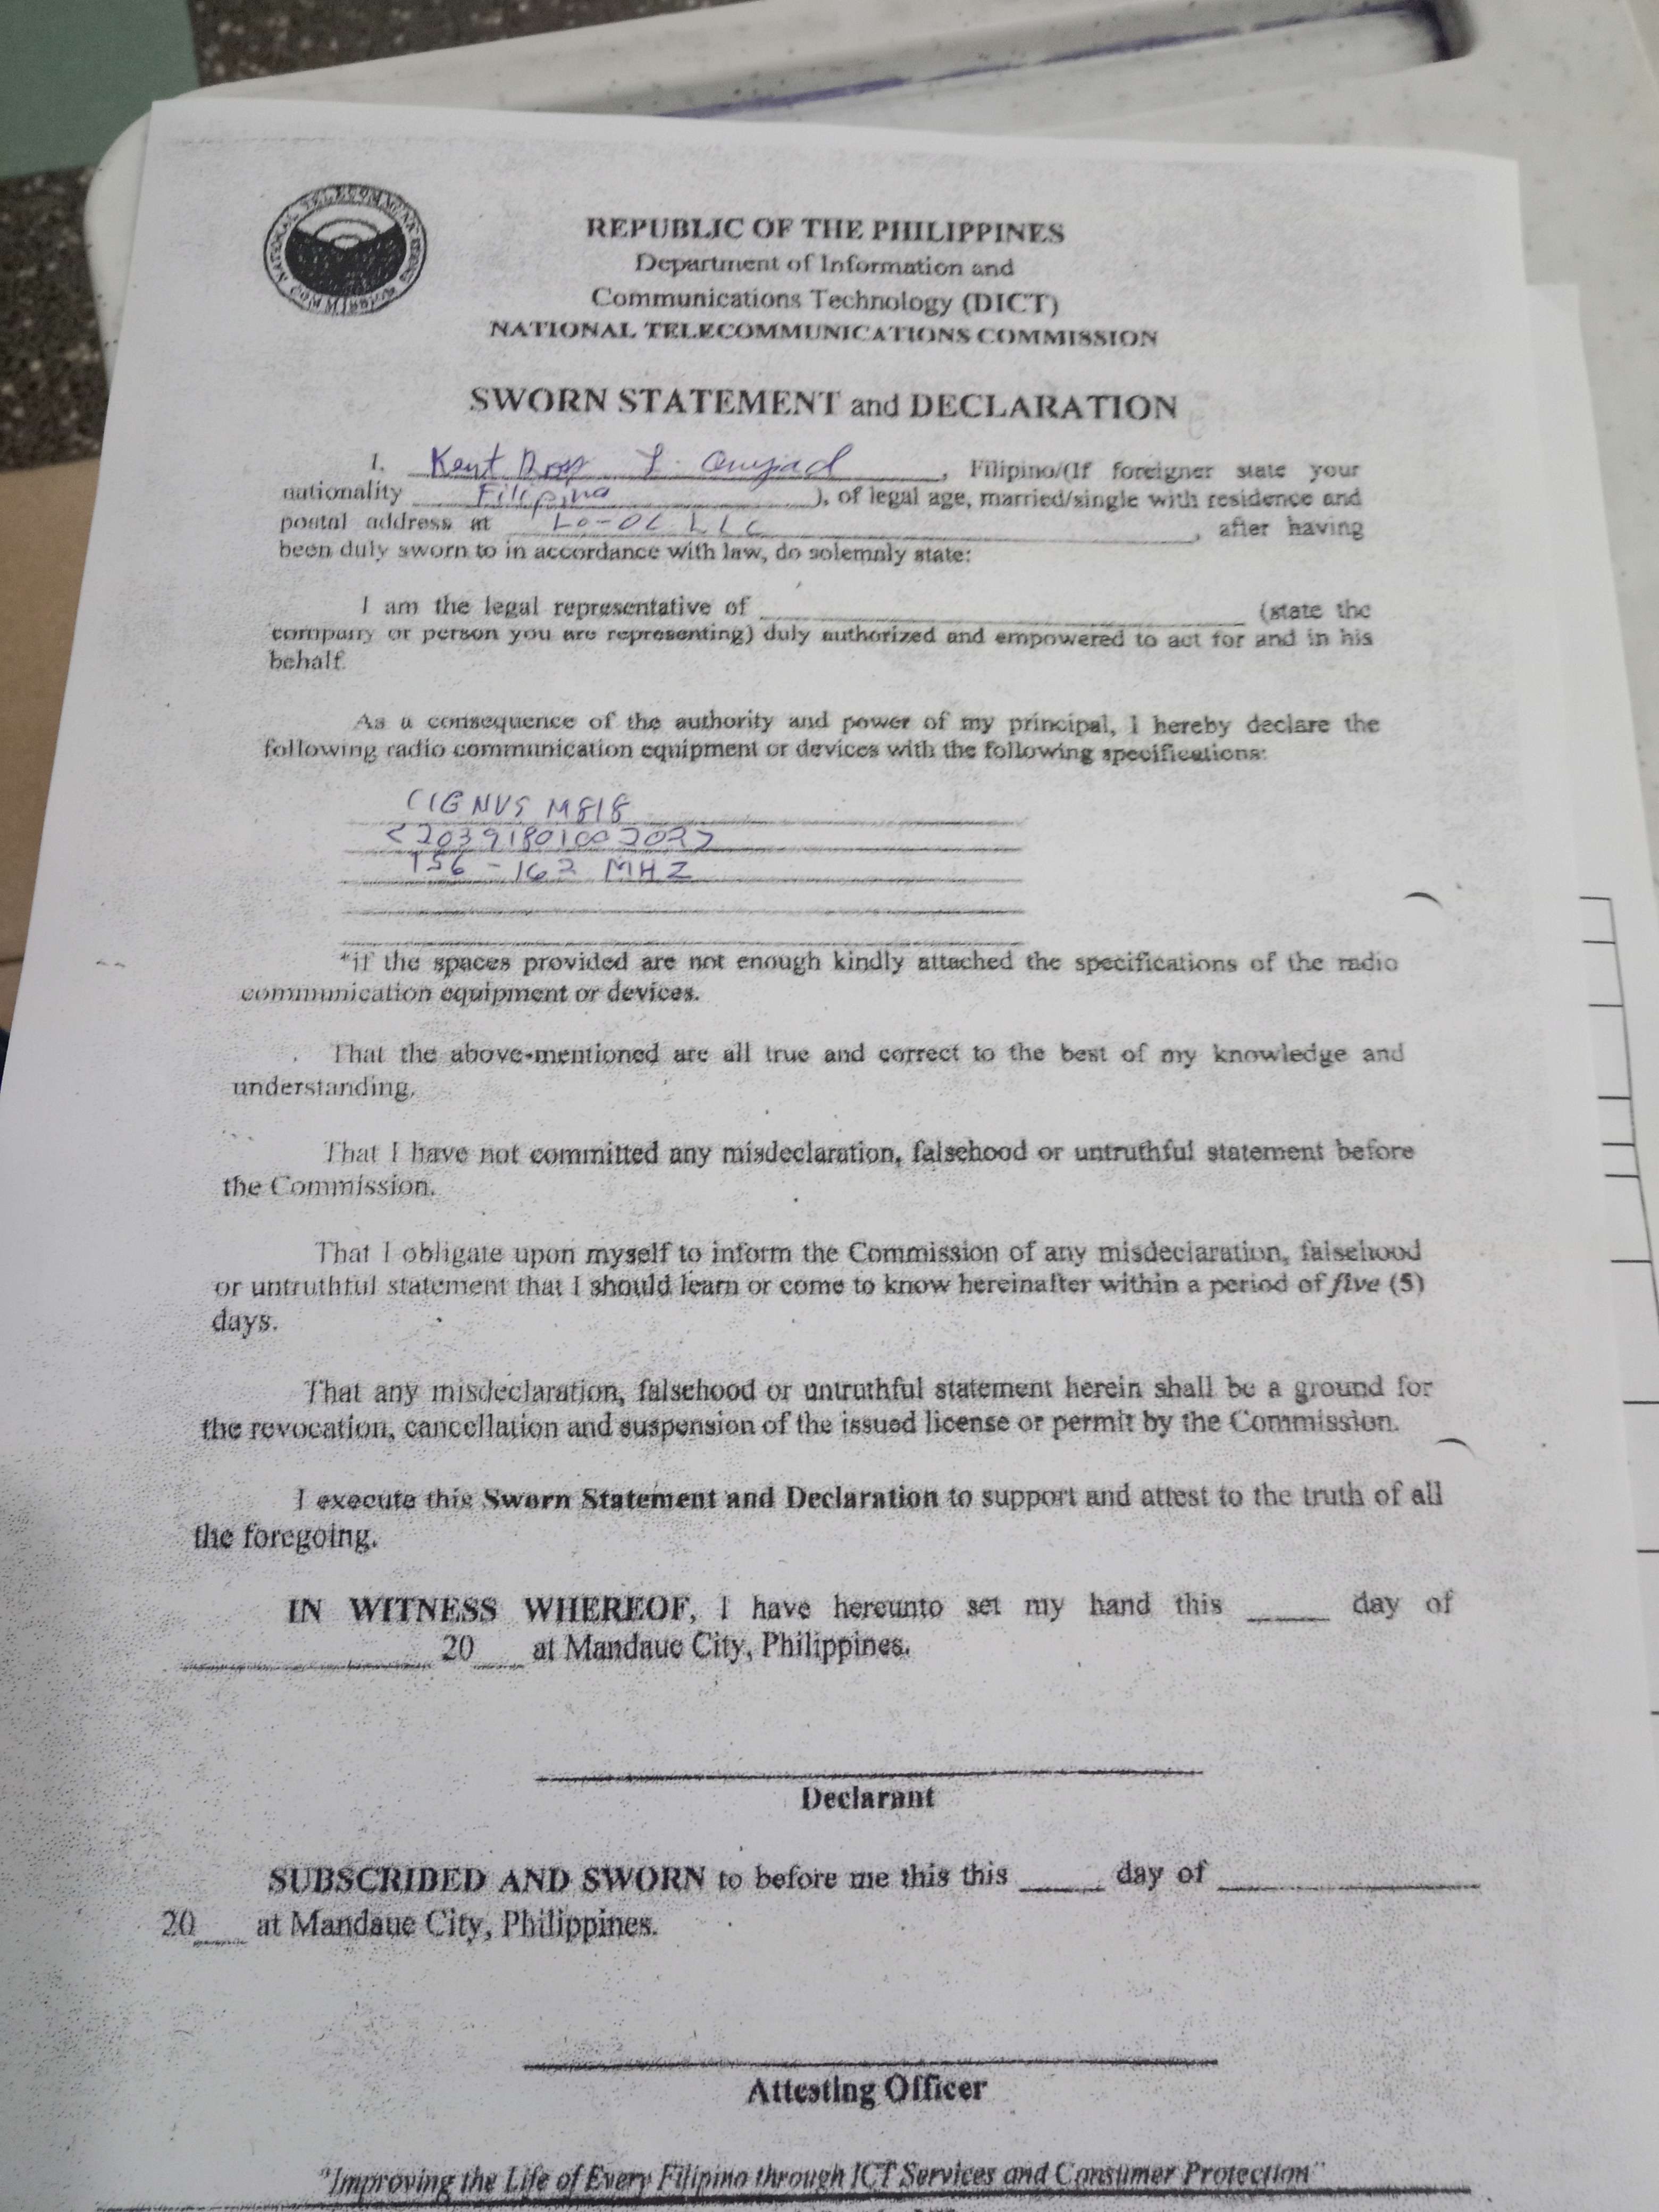 NATIONAL TELECOMMUNICATIONS COMMISSION
REPUBLIC OF THE PHILIPPINES
Department of Information and
Communications Technology (DICT)
NATIONAL TELECOMMUNICATIONS COMMISSION
SWORN STATEMENT and DECLARATION
I, Kent , Filipino/(If foreigner state your
nationality Filipino ), of legal age, married/single with residence and
postal address at LO-OC LLC , after having
been duly sworn to in accordance with law, do solemnly state:
I am the legal representative of ______ (state the
company or person you are representing) duly authorized and empowered to act for and in his
behalf.
As a consequence of the authority and power of my principal, I hereby declare the
following radio communication equipment or devices with the following specifications:
CIGNUS M818
<2039180100202>
156 - 162 MHZ
*if the spaces provided are not enough kindly attached the specifications of the radio
communication equipment or devices.
That the above-mentioned are all true and correct to the best of my knowledge and
understanding.
That I have not committed any misdeclaration, falsehood or untruthful statement before
the Commission.
That I obligate upon myself to inform the Commission of any misdeclaration, falsehood
or untruthful statement that I should learn or come to know hereinafter within a period of five (5)
days.
That any misdeclaration, falsehood or untruthful statement herein shall be a ground for
the revocation, cancellation and suspension of the issued license or permit by the Commission.
I execute this Sworn Statement and Declaration to support and attest to the truth of all
the foregoing.
IN WITNESS WHEREOF, I have hereunto set my hand this ____ day of
______ 20__ at Mandaue City, Philippines.
Declarant
SUBSCRIBED AND SWORN to before me this this ____ day of ______
20__ at Mandaue City, Philippines.
Attesting Officer
"Improving the Life of Every Filipino through ICT Services and Consumer Protection"